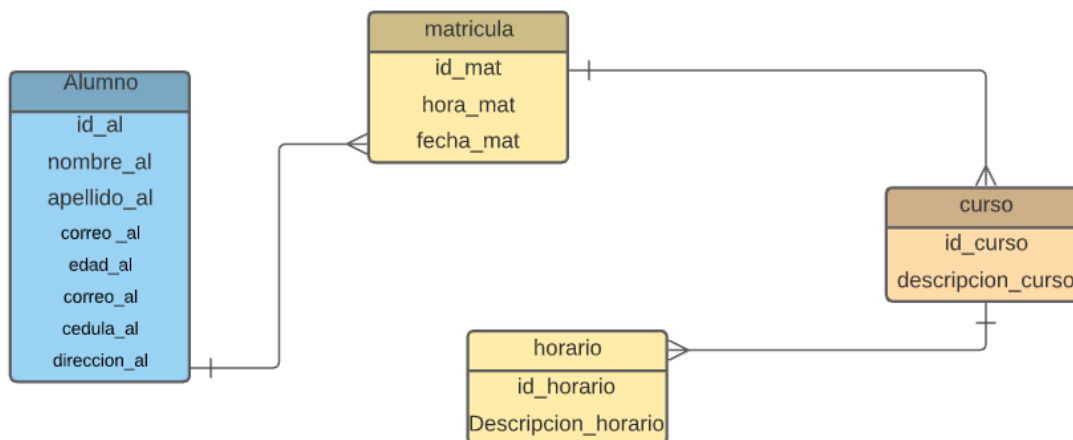 matricula
id_mat
hora_mat
fecha_mat
Alumno
id_al
nombre_al
apellido_al
correo _al
edad_al
correo_al
cedula_al
direccion_al
curso
id_curso
descripcion_curso
horario
id_horario
Descripcion_horario